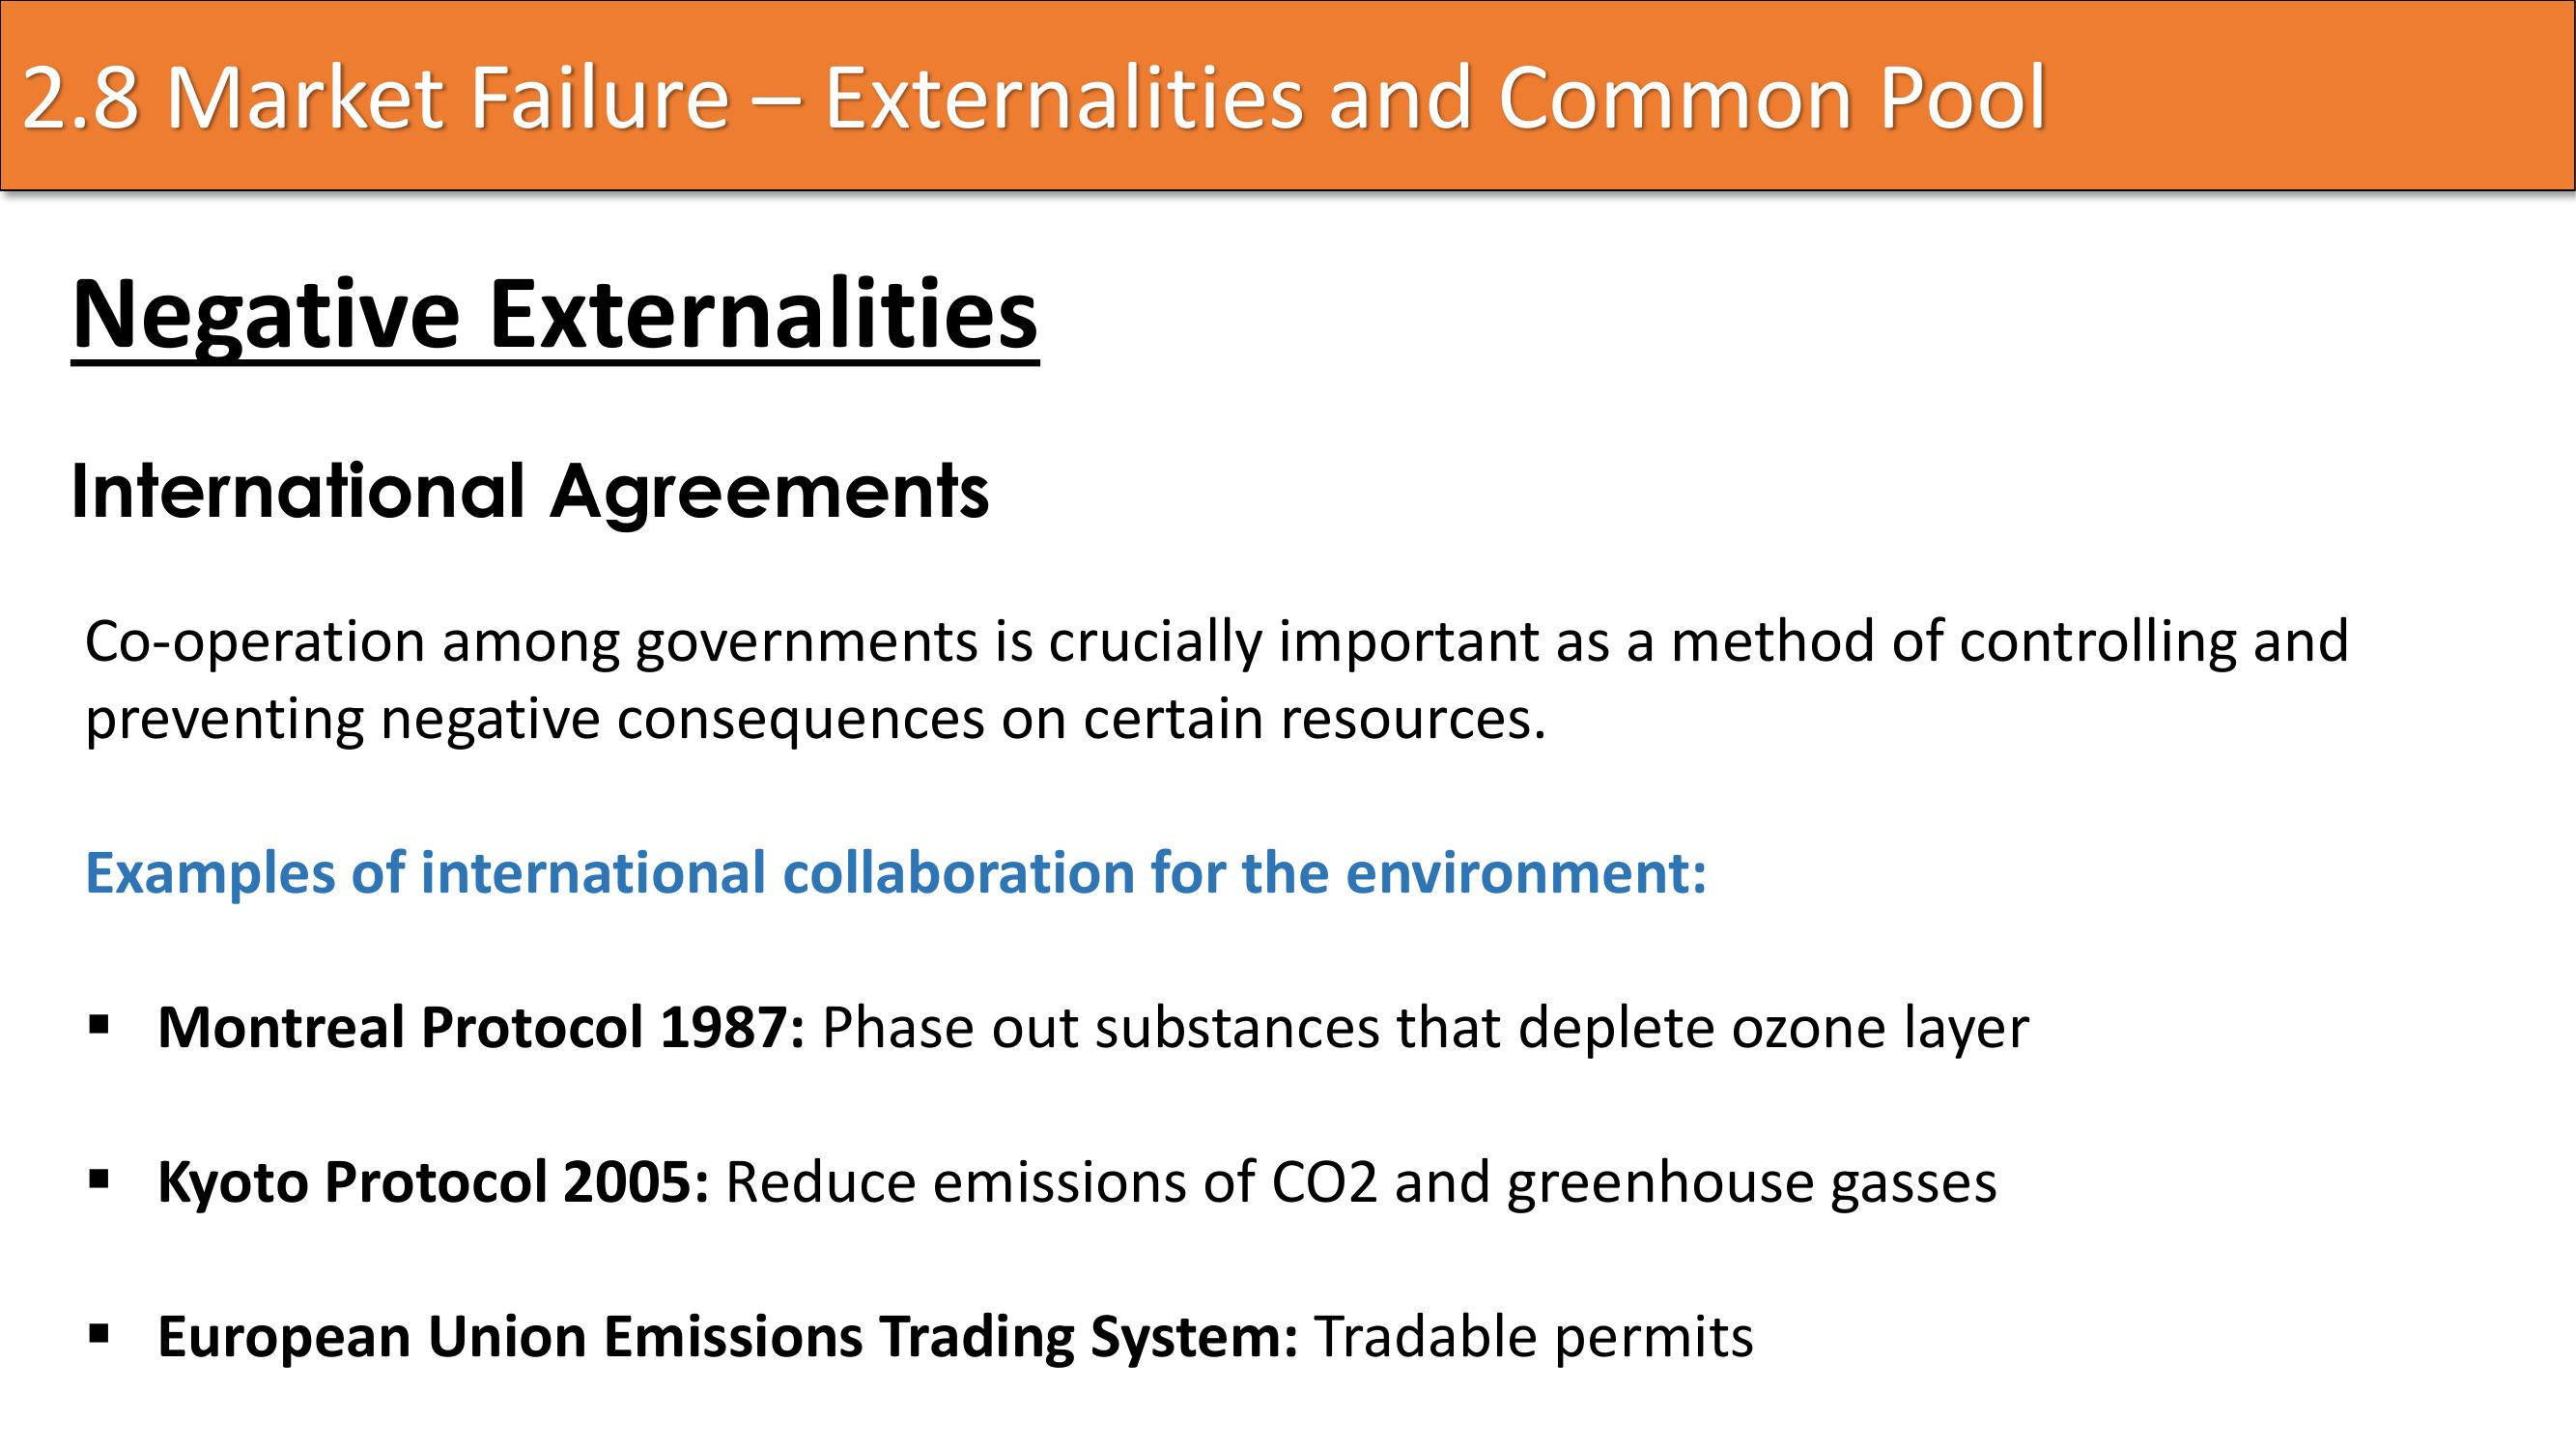 2.8 Market Failure – Externalities and Common Pool
Negative Externalities
International Agreements
Co-operation among governments is crucially important as a method of controlling and
preventing negative consequences on certain resources.
Examples of international collaboration for the environment:
▪ Montreal Protocol 1987: Phase out substances that deplete ozone layer
▪ Kyoto Protocol 2005: Reduce emissions of CO2 and greenhouse gasses
▪ European Union Emissions Trading System: Tradable permits